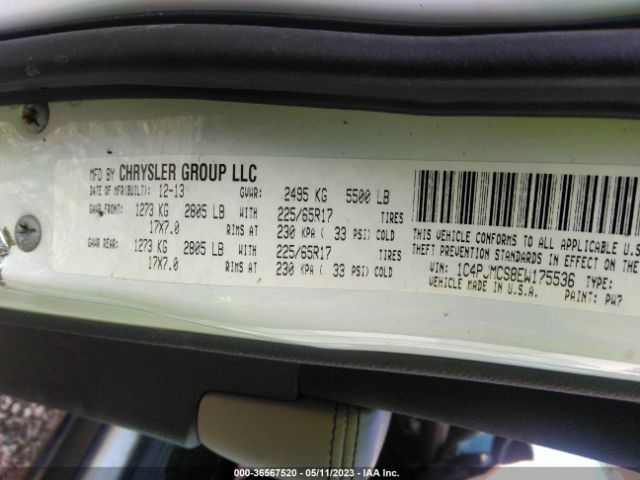 MFD BY CHRYSLER GROUP LLC
DATE OF MFR(BUILT): 12-13 GVWR: 2495 KG 5500 LB
GAWR FRONT: 1273 KG 2805 LB WITH 225/65R17 TIRES
17X7.0 RIMS AT 230 KPA ( 33 PSI) COLD
GAWR REAR: 1273 KG 2805 LB WITH 225/65R17 TIRES
17X7.0 RIMS AT 230 KPA ( 33 PSI) COLD
THIS VEHICLE CONFORMS TO ALL APPLICABLE U.S
THEFT PREVENTION STANDARDS IN EFFECT ON THE
VIN: 1C4PJMCS8EW175536 TYPE:
VEHICLE MADE IN U.S.A. PAINT: PW7
000-36567520 - 05/11/2023 - IAA Inc.